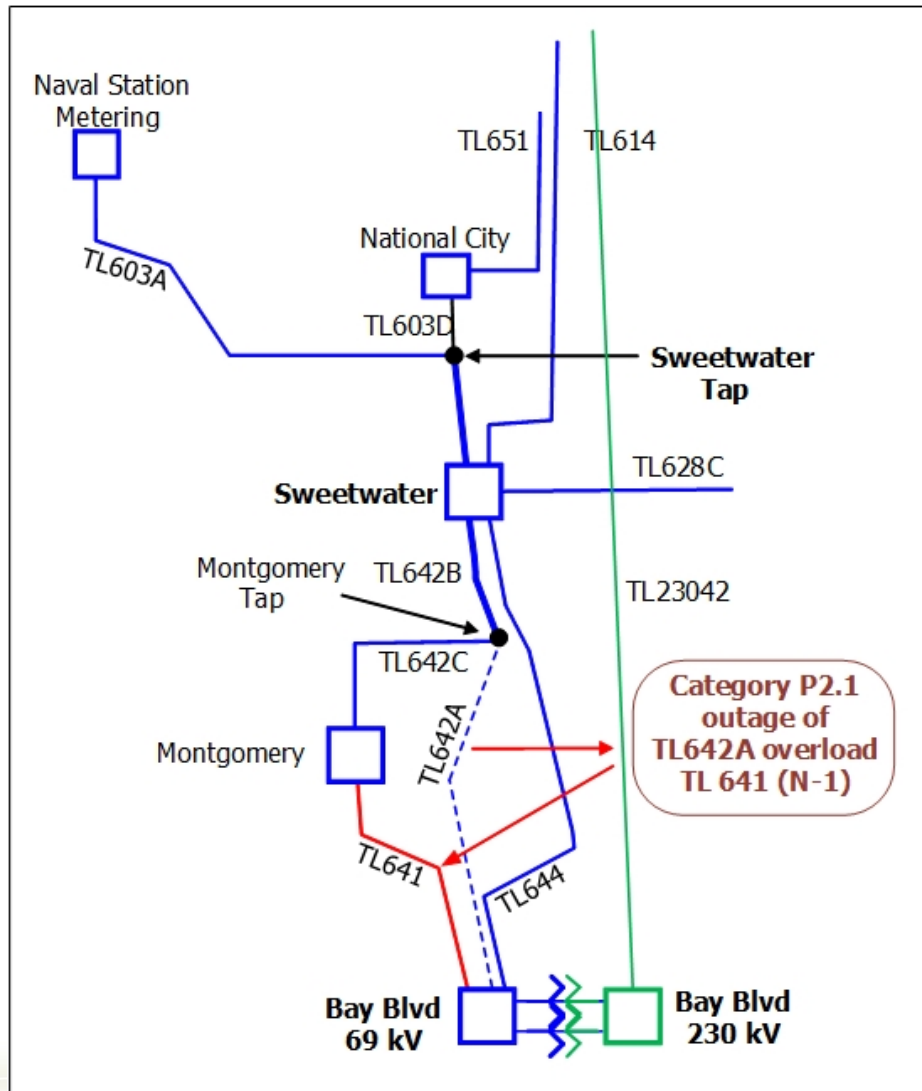 Naval Station
Metering
TL651
TL614
National City
TL603A
TL603D
Sweetwater
Tap
TL628C
Sweetwater
Montgomery
Tap
TL642B
TL23042
TL642C
Category P2.1
outage of
TL642A overload
TL 641 (N-1)
TL642A
Montgomery
TL641
TL644
Bay Blvd
69 kV
Bay Blvd
230 kV